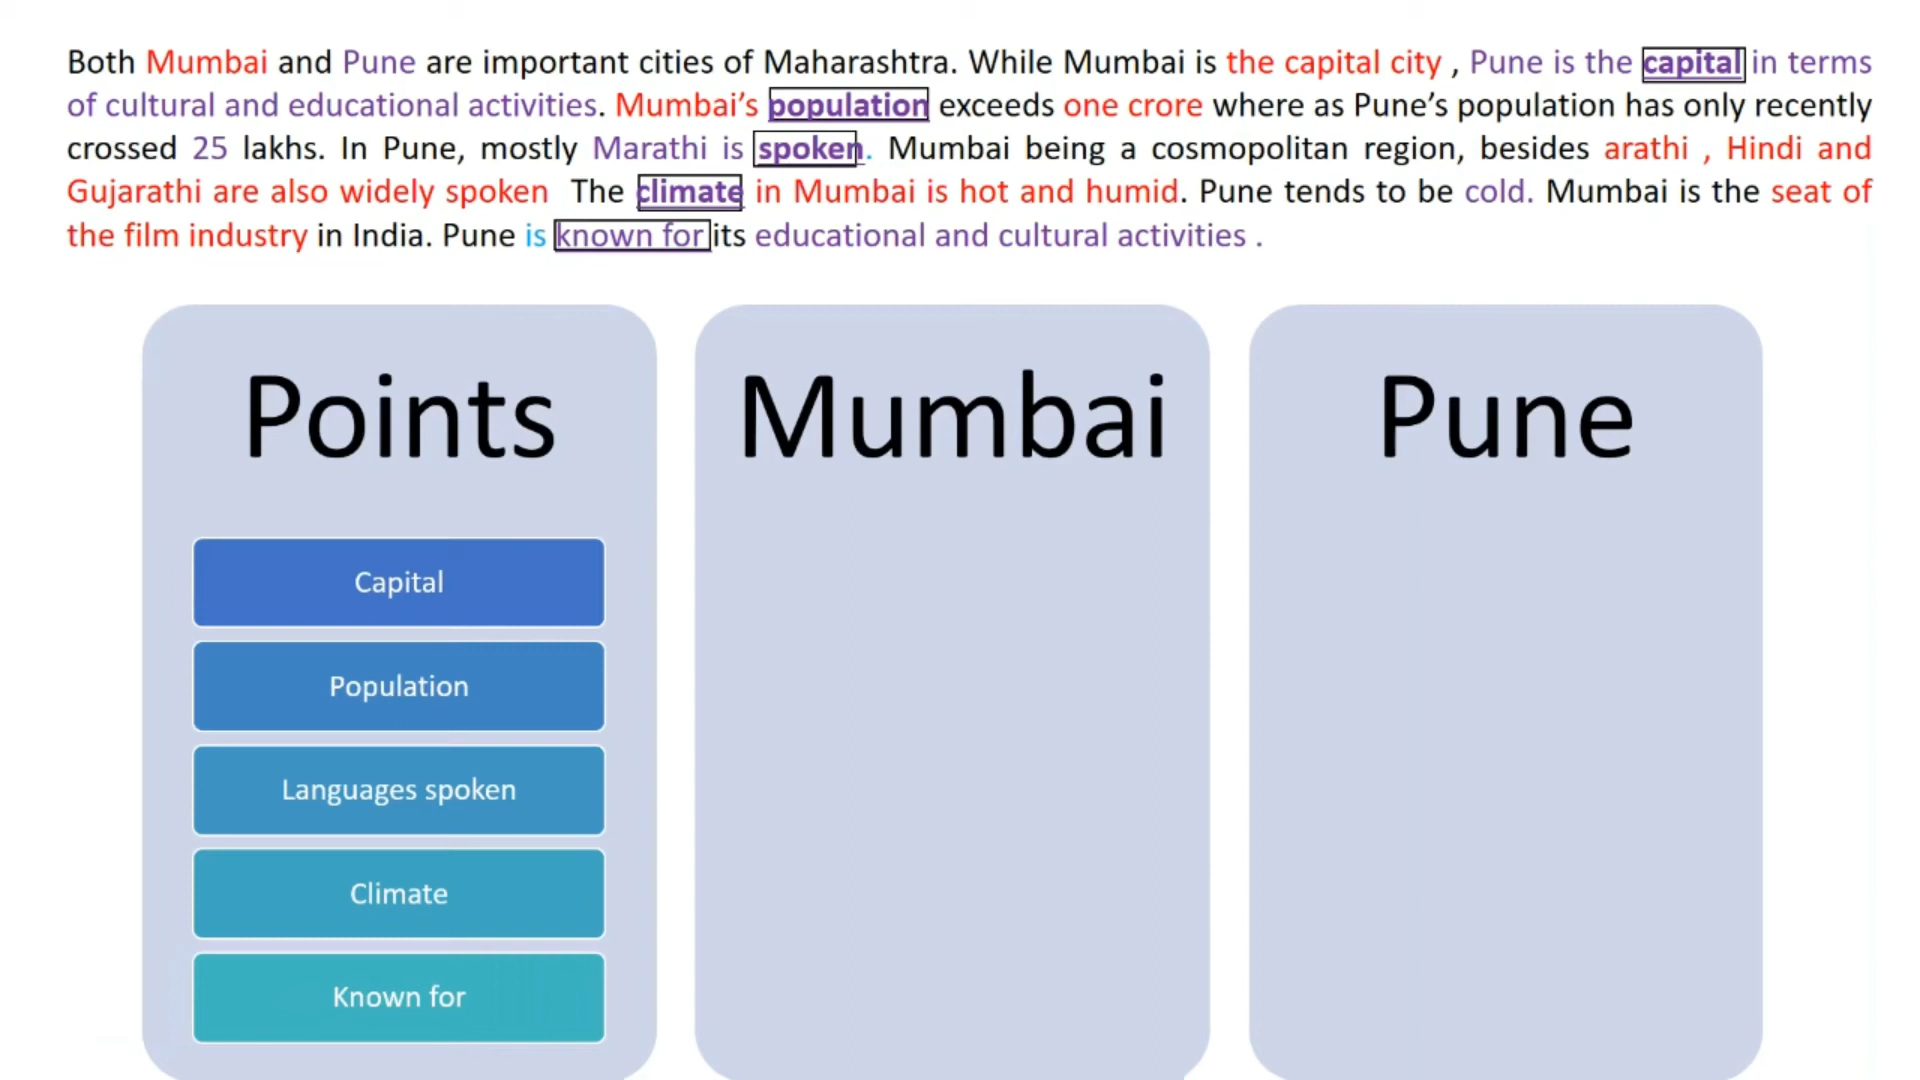 Both Mumbai and Pune are important cities of Maharashtra. While Mumbai is the capital city , Pune is the capital in terms
of cultural and educational activities. Mumbai’s population exceeds one crore where as Pune’s population has only recently
crossed 25 lakhs. In Pune, mostly Marathi is spoken. Mumbai being a cosmopolitan region, besides arathi , Hindi and
Gujarathi are also widely spoken The climate in Mumbai is hot and humid. Pune tends to be cold. Mumbai is the seat of
the film industry in India. Pune is known for its educational and cultural activities .
Points
Capital
Population
Languages spoken
Climate
Known for
Mumbai
Pune